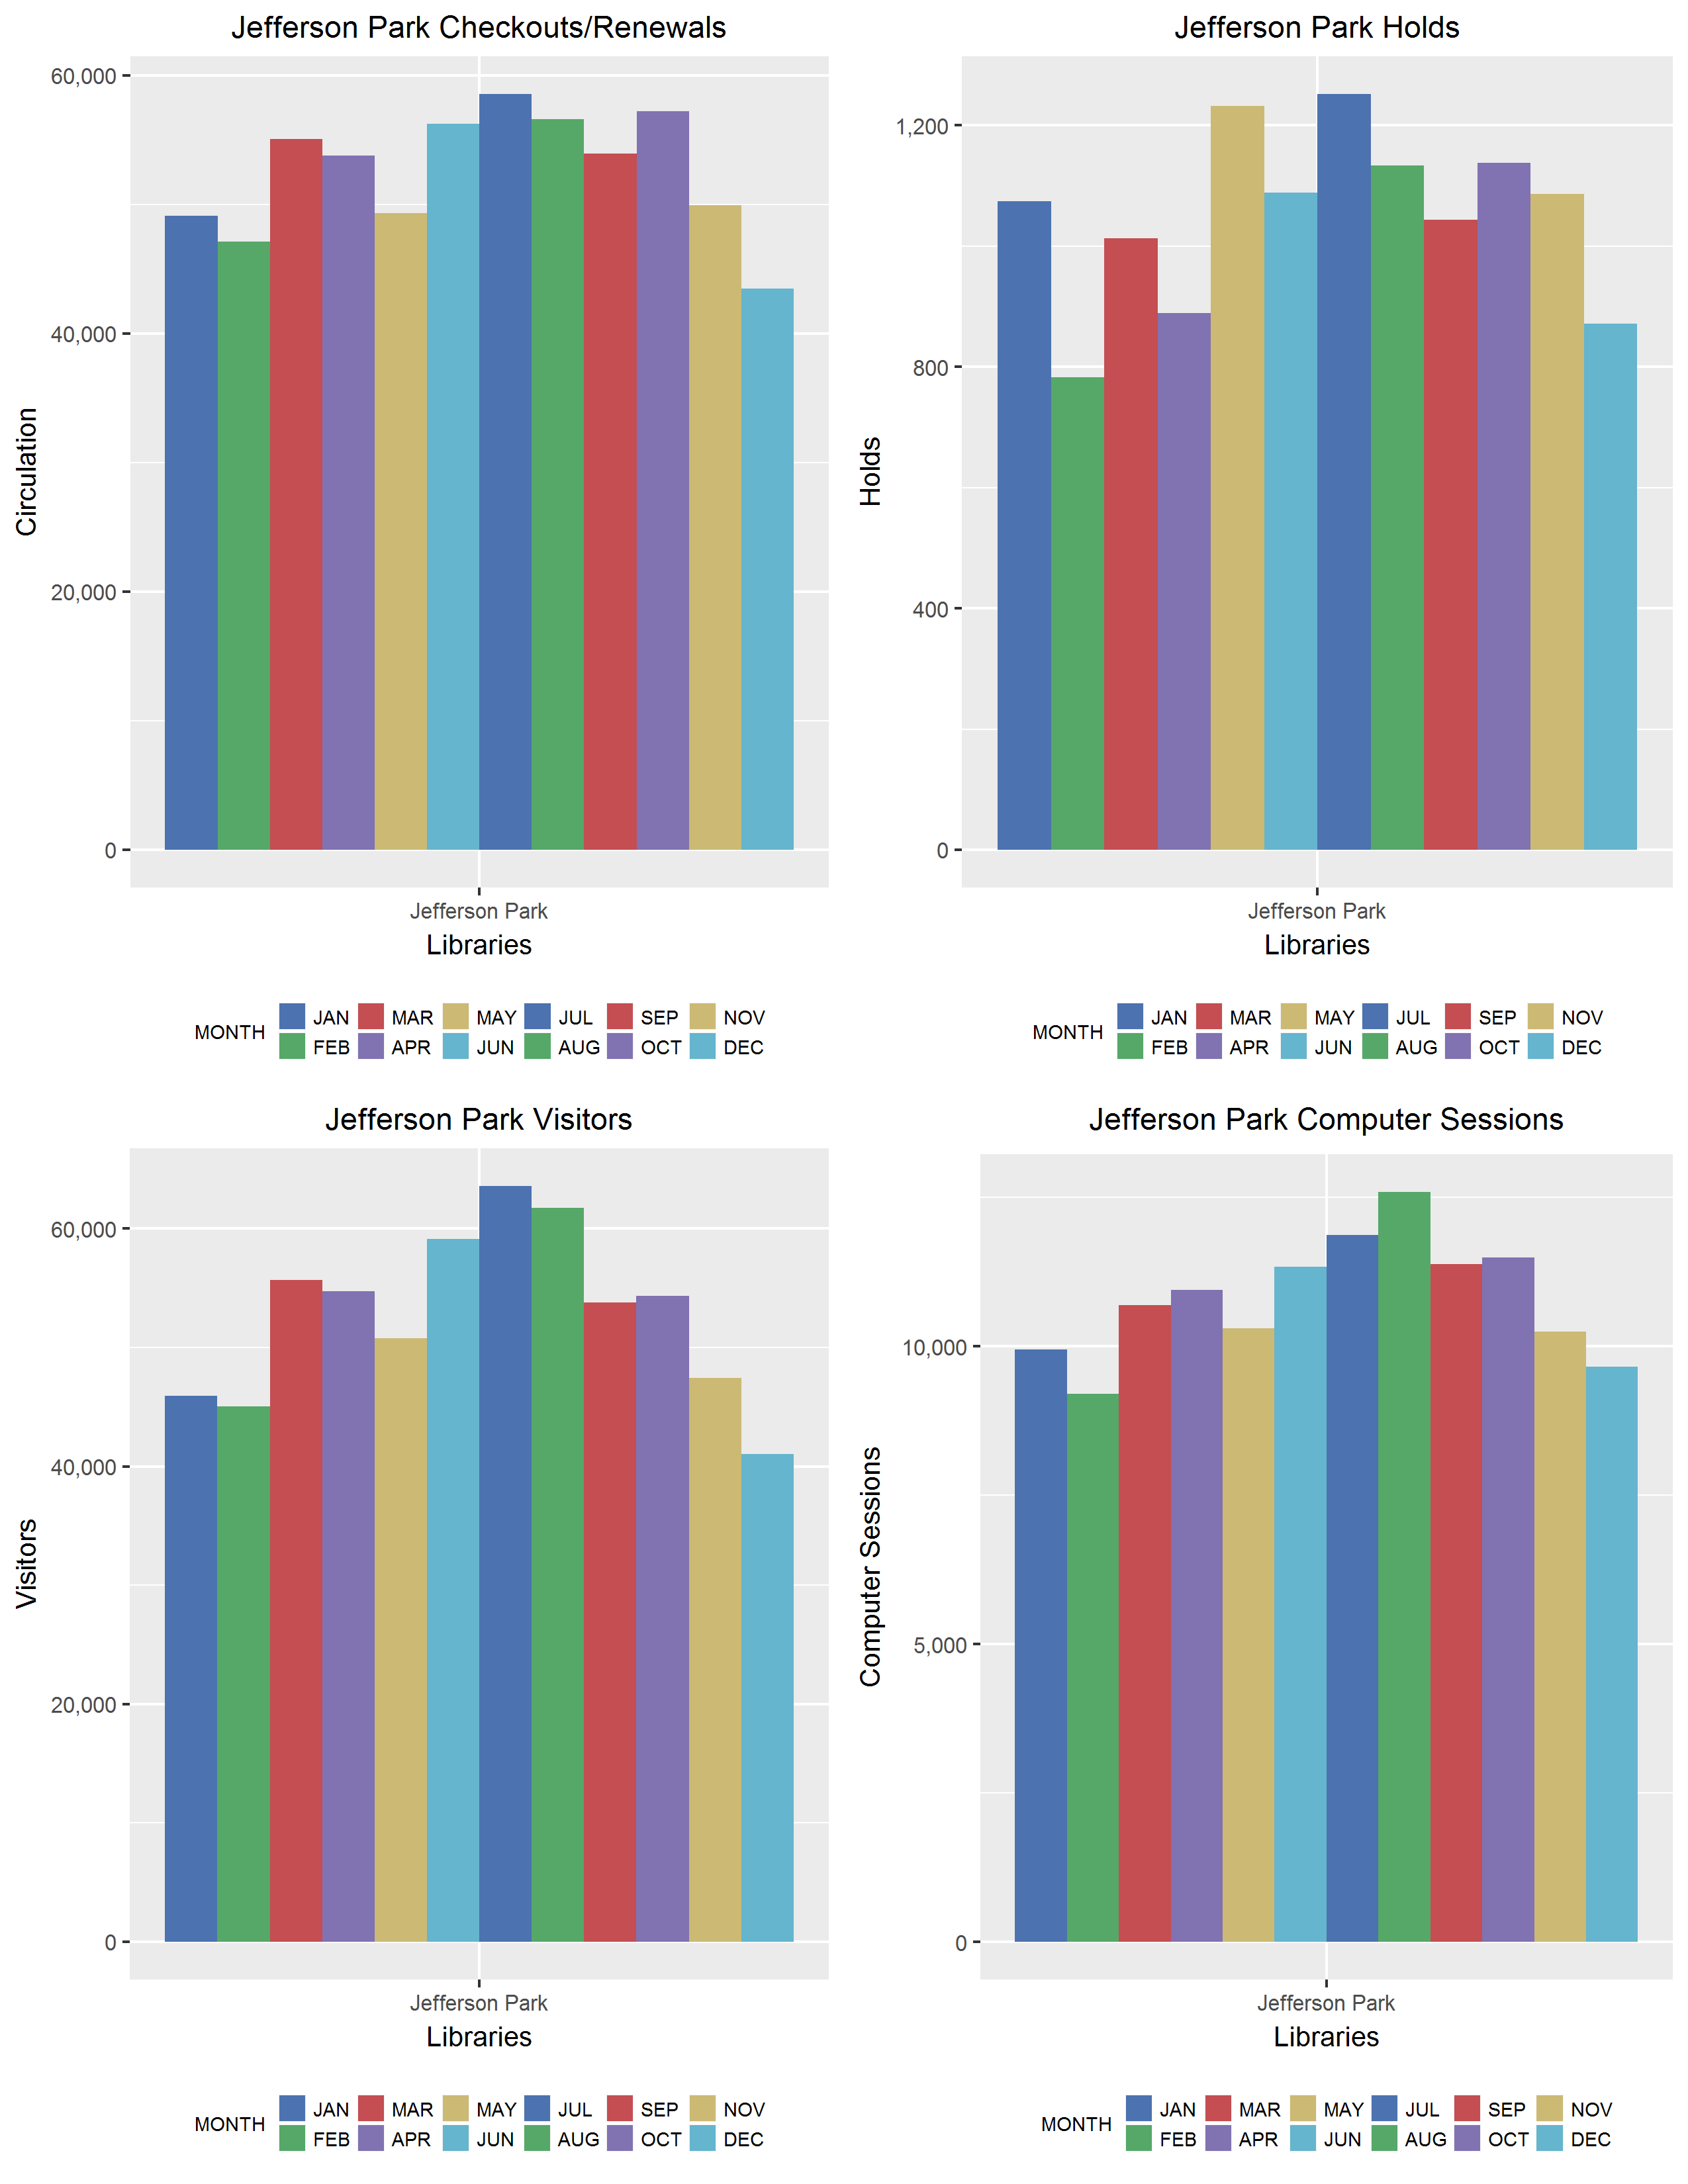 Jefferson Park Checkouts/Renewals
60,000
40,000
20,000
0
Circulation
Jefferson Park
Libraries
MONTH
JAN MAR MAY JUL SEP NOV
FEB APR JUN AUG OCT DEC
Jefferson Park Holds
1,200
800
400
0
Holds
Jefferson Park
Libraries
MONTH
JAN MAR MAY JUL SEP NOV
FEB APR JUN AUG OCT DEC
Jefferson Park Visitors
60,000
40,000
20,000
0
Visitors
Jefferson Park
Libraries
MONTH
JAN MAR MAY JUL SEP NOV
FEB APR JUN AUG OCT DEC
Jefferson Park Computer Sessions
10,000
5,000
0
Computer Sessions
Jefferson Park
Libraries
MONTH
JAN MAR MAY JUL SEP NOV
FEB APR JUN AUG OCT DEC